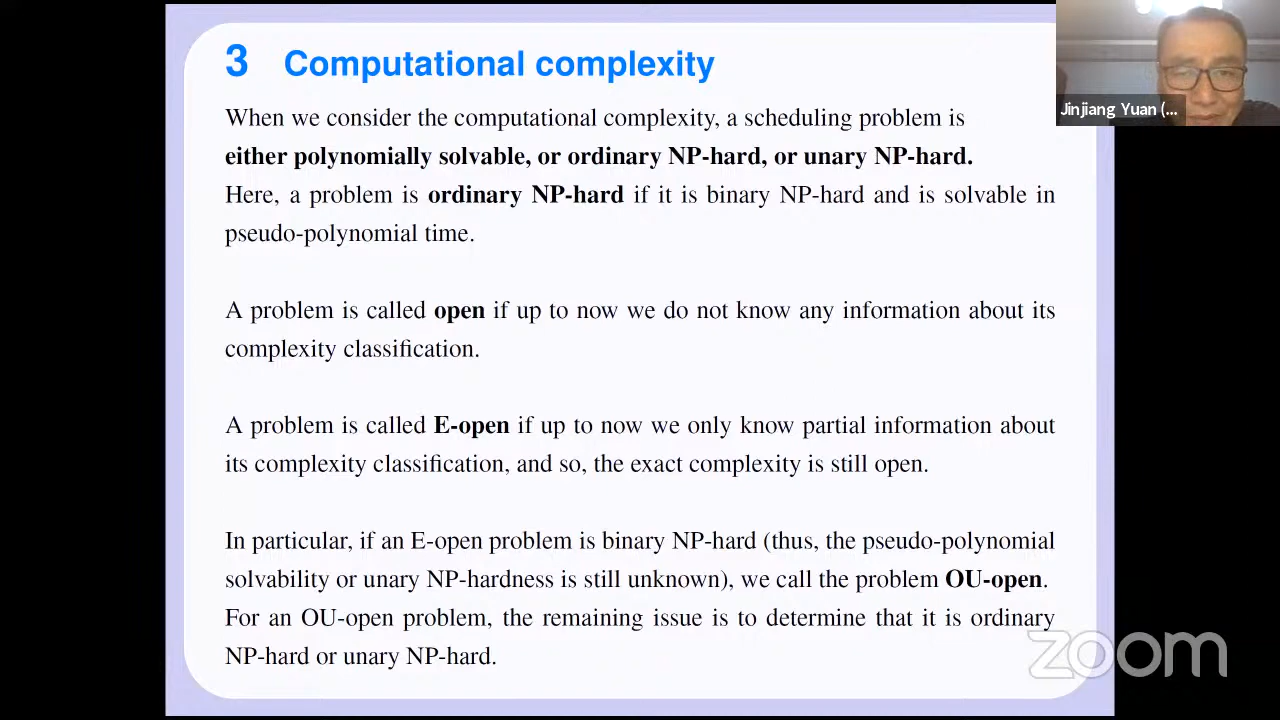 3 Computational complexity
When we consider the computational complexity, a scheduling problem is
either polynomially solvable, or ordinary NP-hard, or unary NP-hard.
Here, a problem is ordinary NP-hard if it is binary NP-hard and is solvable in
pseudo-polynomial time.
A problem is called open if up to now we do not know any information about its
complexity classification.
A problem is called E-open if up to now we only know partial information about
its complexity classification, and so, the exact complexity is still open.
In particular, if an E-open problem is binary NP-hard (thus, the pseudo-polynomial
solvability or unary NP-hardness is still unknown), we call the problem OU-open.
For an OU-open problem, the remaining issue is to determine that it is ordinary
NP-hard or unary NP-hard.
Jinjiang Yuan (...
zoom